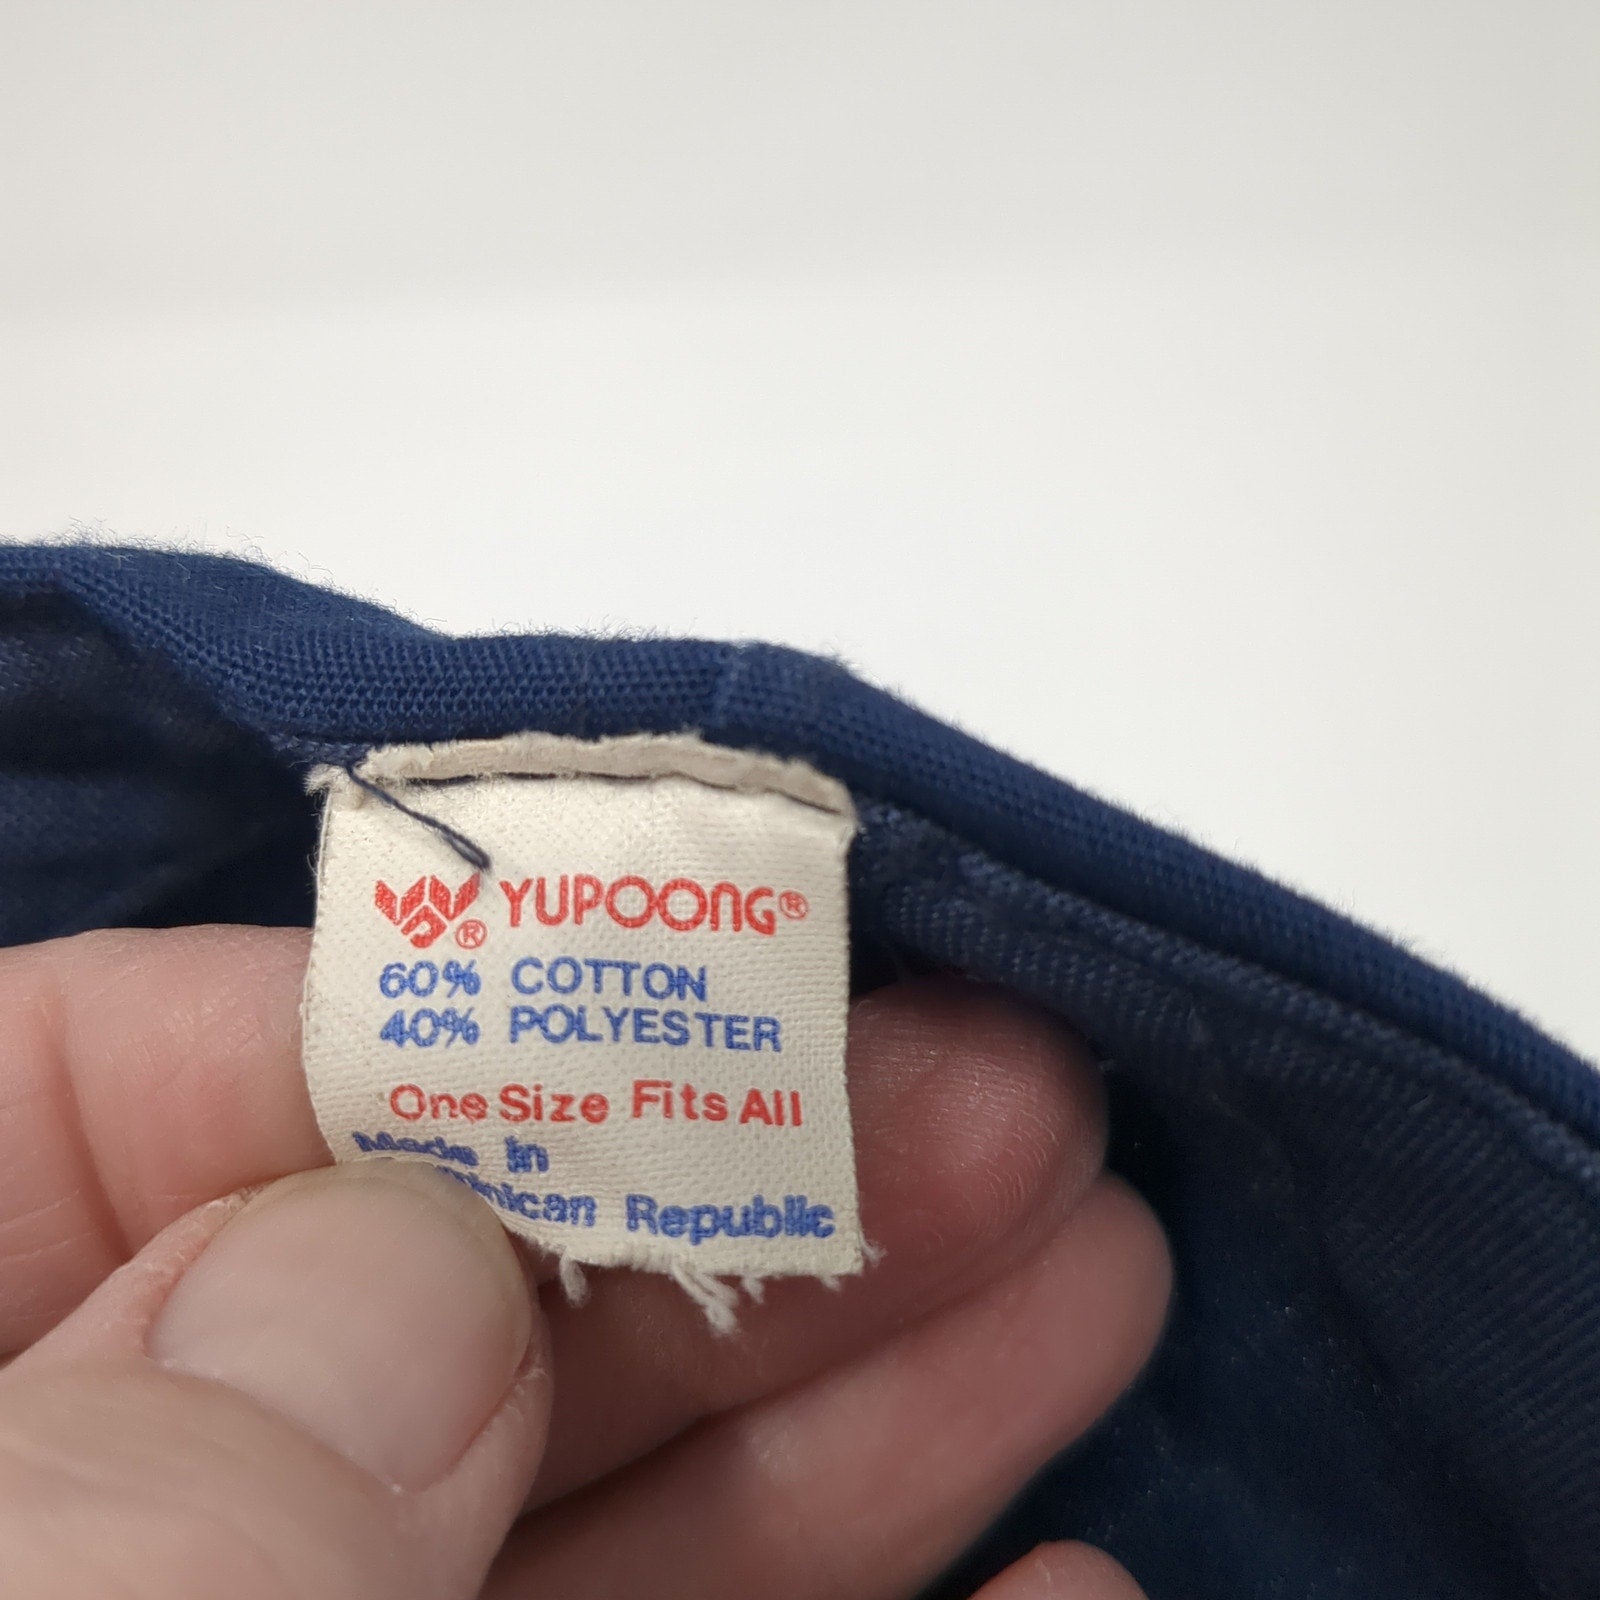 YUPOONG®
60% COTTON
40% POLYESTER
One Size Fits All
Made in
Republic